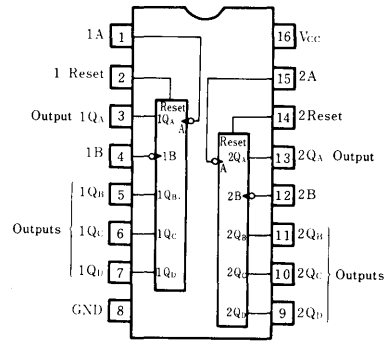 1A 1 16 Vcc
1 Reset 2 15 2A
Reset 14 2Reset
Output 1QA 3 1QA A Reset
1B 4 1B 2QA 13 2QA Output
A
1QB 5 1QB. 2B 12 2B
Outputs 1QC 6 1QC 2QB 11 2QB
1QD 7 1QD 2QC 10 2QC Outputs
GND 8 2QD 9 2QD